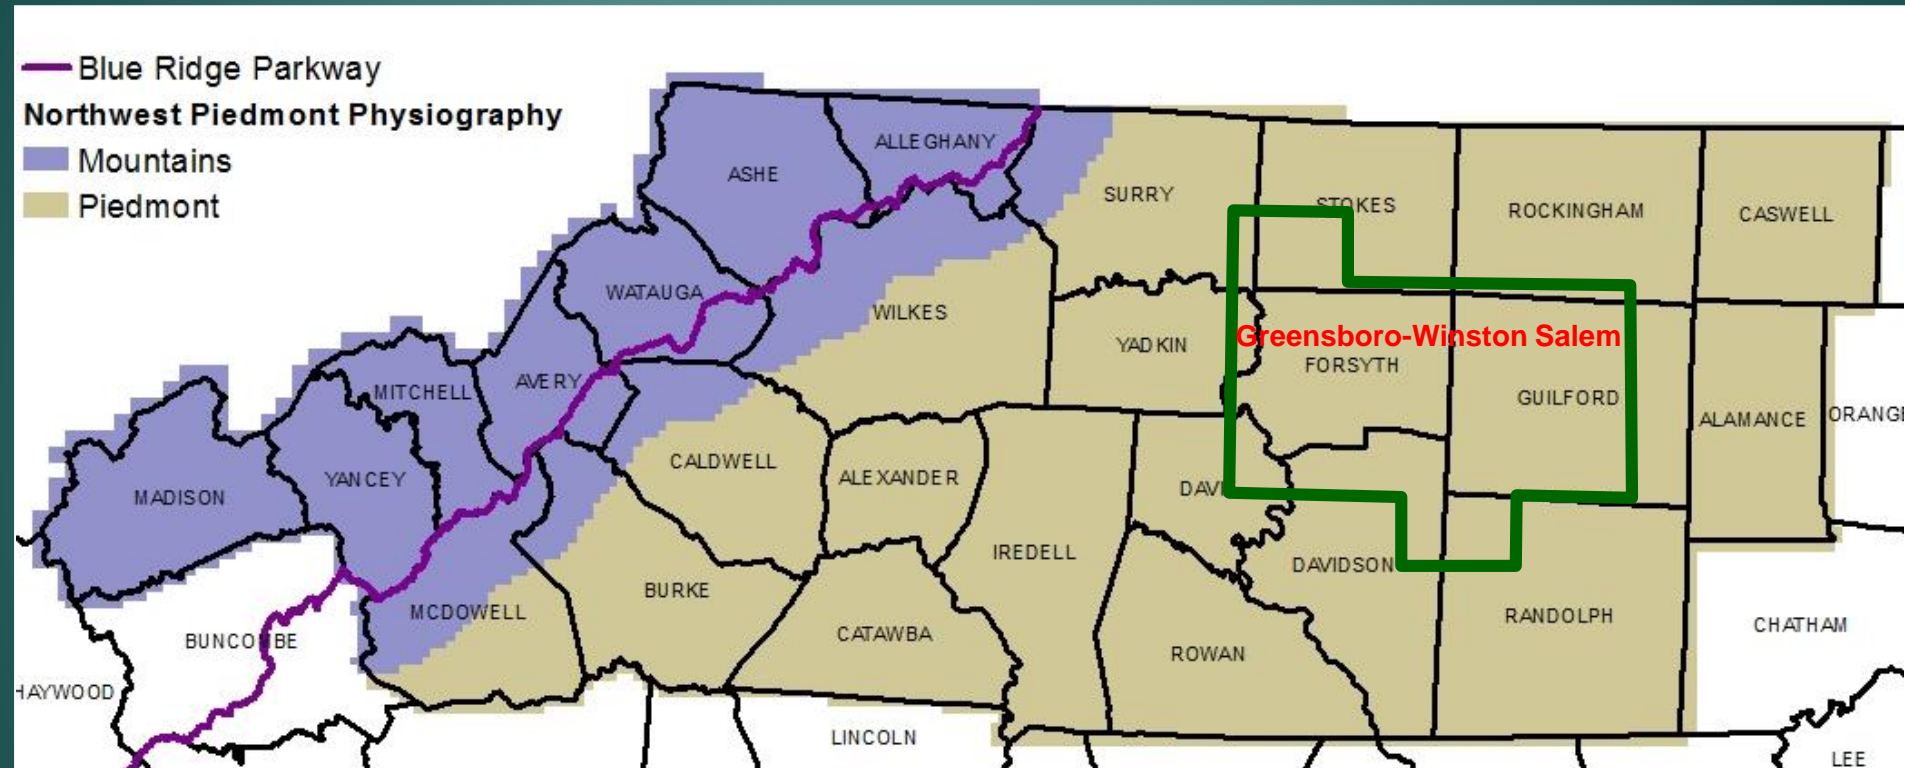 Blue Ridge Parkway
Northwest Piedmont Physiography
Mountains
Piedmont
ALLEGHANY
ASHE
SURRY
STOKES
ROCKINGHAM
CASWELL
WATAUGA
WILKES
YADKIN
Greensboro-Winston Salem
FORSYTH
MITCHELL
AVERY
GUILFORD
ALAMANCE
ORANGE
CALDWELL
ALEXANDER
YANCEY
MADISON
DAVI
IREDELL
DAVIDSON
BURKE
MCDOWELL
CATAWBA
RANDOLPH
CHATHAM
BUNCOMBE
ROWAN
HAYWOOD
LINCOLN
LEE